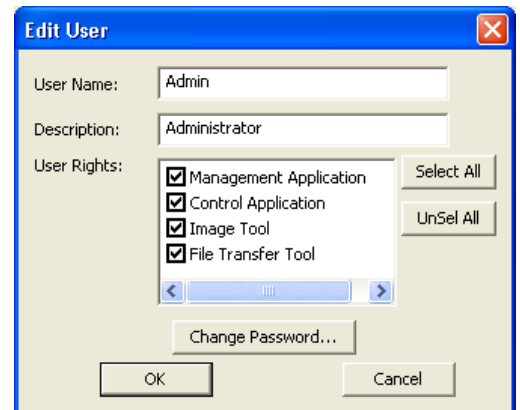 Edit User
User Name: Admin
Description: Administrator
User Rights:
Management Application
Control Application
Image Tool
File Transfer Tool
Select All
UnSel All
Change Password...
OK Cancel